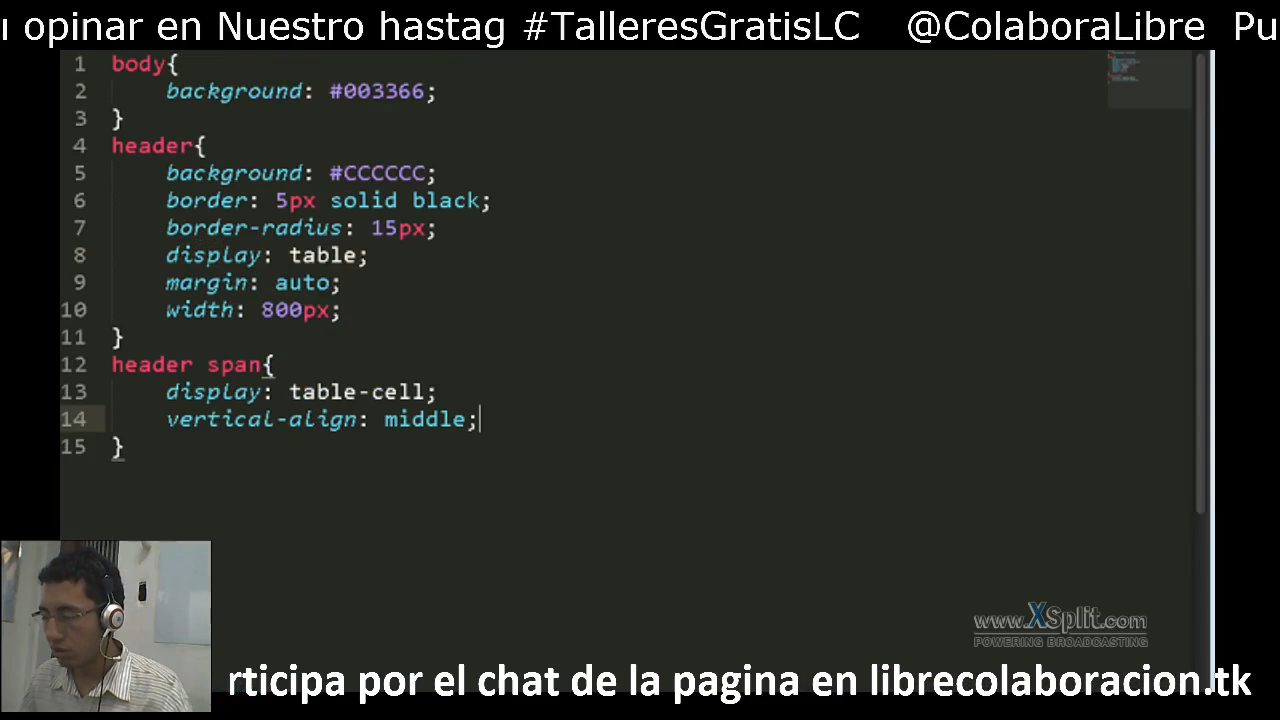 u opinar en Nuestro hastag #TalleresGratisLC @ColaboraLibre Pu
1 body{
2 background: #003366;
3 }
4 header{
5 background: #CCCCCC;
6 border: 5px solid black;
7 border-radius: 15px;
8 display: table;
9 margin: auto;
10 width: 800px;
11 }
12 header span{
13 display: table-cell;
14 vertical-align: middle;
15 }
www.XSplit.com
POWERING BROADCASTING
rticipa por el chat de la pagina en librecolaboracion.tk